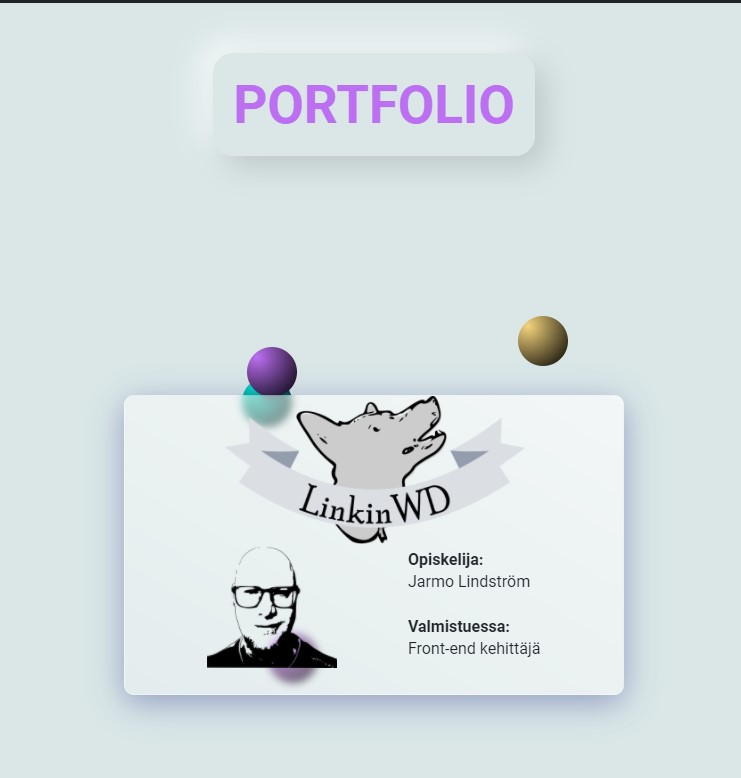 PORTFOLIO
LinkinWD
Opiskelija:
Jarmo Lindström
Valmistuessa:
Front-end kehittäjä